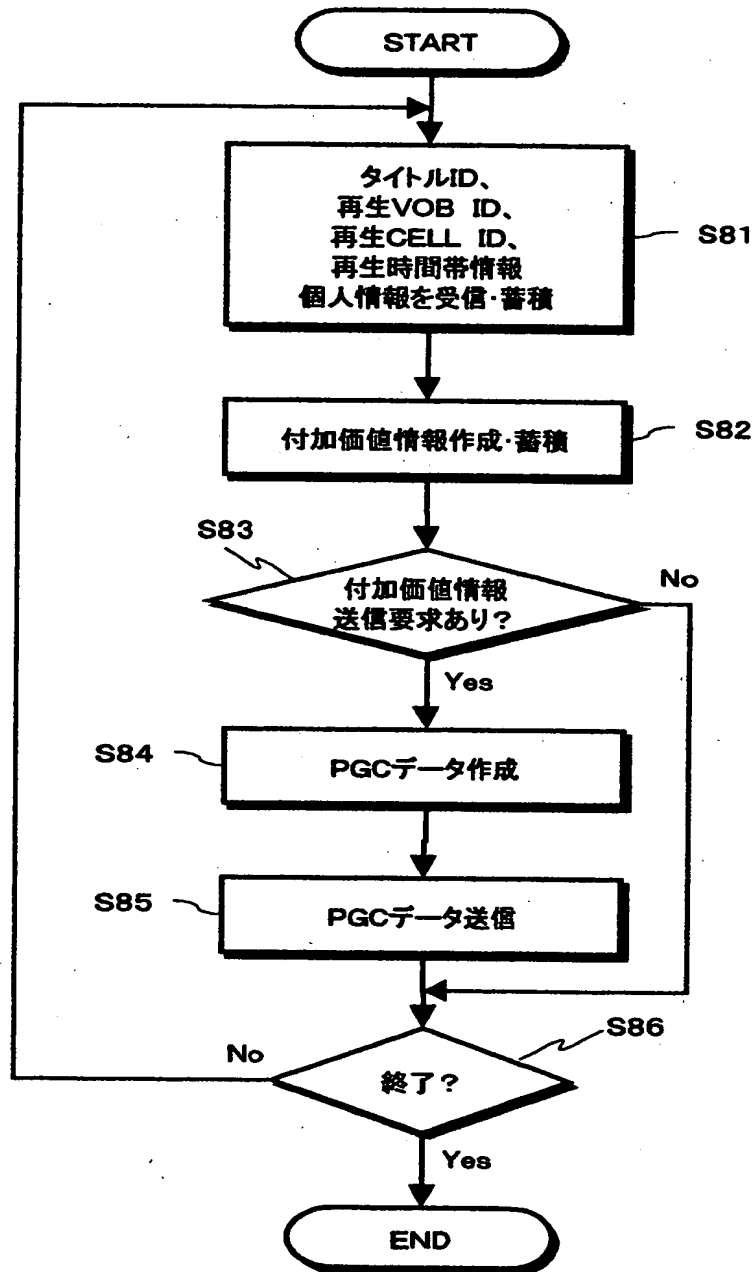 START
タイトルID、
再生VOB ID、
再生CELL ID、
再生時間帯情報
個人情報を受信・蓄積
S81
付加価値情報作成・蓄積
S82
S83
付加価値情報
送信要求あり？
No
Yes
S84
PGCデータ作成
S85
PGCデータ送信
S86
No
終了？
Yes
END